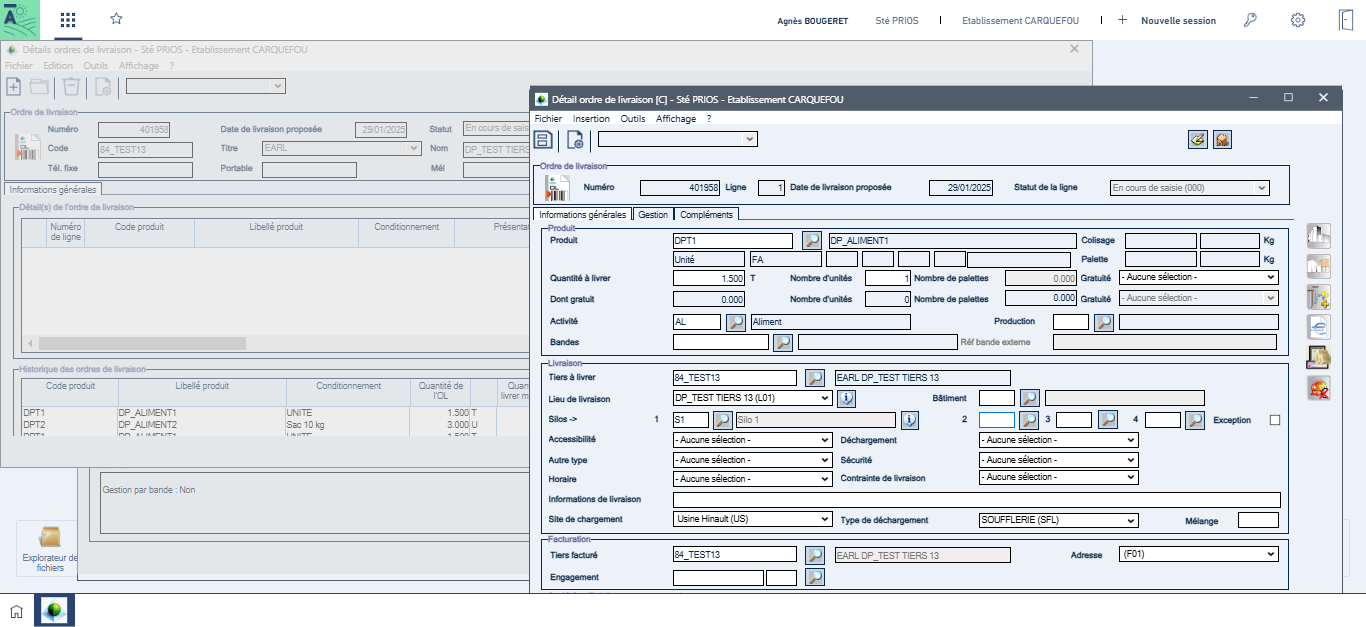 Agnès BOUGERET Sté PRIOS | Etablissement CARQUEFOU | + Nouvelle session
Détails ordres de livraison - Sté PRIOS - Etablissement CARQUEFOU
Fichier Edition Outils Affichage ?
Ordre de livraison
Numéro 401958 Date de livraison proposée 29/01/2025 Statut En cours de sais
Code 84_TEST13 Titre EARL Nom DP_TEST TIERS
Tél. fixe Portable Mél
Informations générales
Détail(s) de l'ordre de livraison
Numéro de ligne Code produit Libellé produit Conditionnement Présentat
Historique des ordres de livraison
Code produit Libellé produit Conditionnement Quantité de l'OL Quan livrer m
DPT1 DP_ALIMENT1 UNITE 1.500 T
DPT2 DP_ALIMENT2 Sac 10 kg 3.000 U
DPT1 DP_ALIMENT1 UNITE 1.500 T
Gestion par bande : Non
Explorateur de
fichiers
Détail ordre de livraison [C] - Sté PRIOS - Etablissement CARQUEFOU
Fichier Insertion Outils Affichage ?
Ordre de livraison
Numéro 401958 Ligne 1 Date de livraison proposée 29/01/2025 Statut de la ligne En cours de saisie (000)
Informations générales Gestion Compléments
Produit
Produit DPT1 DP_ALIMENT1 Colisage Kg
Unité FA Palette Kg
Quantité à livrer 1.500 T Nombre d'unités 1 Nombre de palettes 0.000 Gratuité - Aucune sélection -
Dont gratuit 0.000 Nombre d'unités 0 Nombre de palettes 0.000 Gratuité - Aucune sélection -
Activité AL Aliment Production
Bandes Réf bande externe
Livraison
Tiers à livrer 84_TEST13 EARL DP_TEST TIERS 13
Lieu de livraison DP_TEST TIERS 13 (L01) Bâtiment
Silos -> 1 S1 Silo 1 2 3 4 Exception
Accessibilité - Aucune sélection - Déchargement - Aucune sélection -
Autre type - Aucune sélection - Sécurité - Aucune sélection -
Horaire - Aucune sélection - Contrainte de livraison - Aucune sélection -
Informations de livraison
Site de chargement Usine Hinault (US) Type de déchargement SOUFFLERIE (SFL) Mélange
Facturation
Tiers facturé 84_TEST13 EARL DP_TEST TIERS 13 Adresse (F01)
Engagement